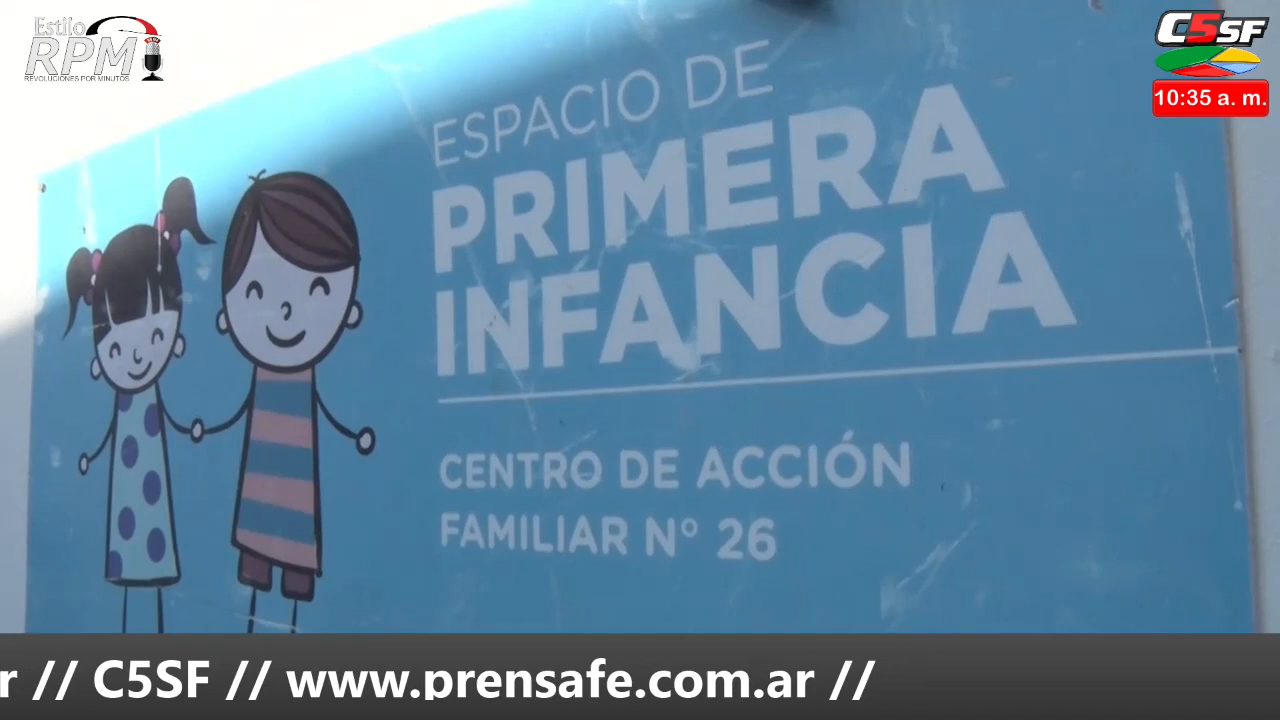 Estilo
RPM
REVOLUCIONES POR MINUTOS
C5SF
10:35 a. m.
ESPACIO DE
PRIMERA
INFANCIA
CENTRO DE ACCIÓN
FAMILIAR N° 26
r // C5SF // www.prensafe.com.ar //